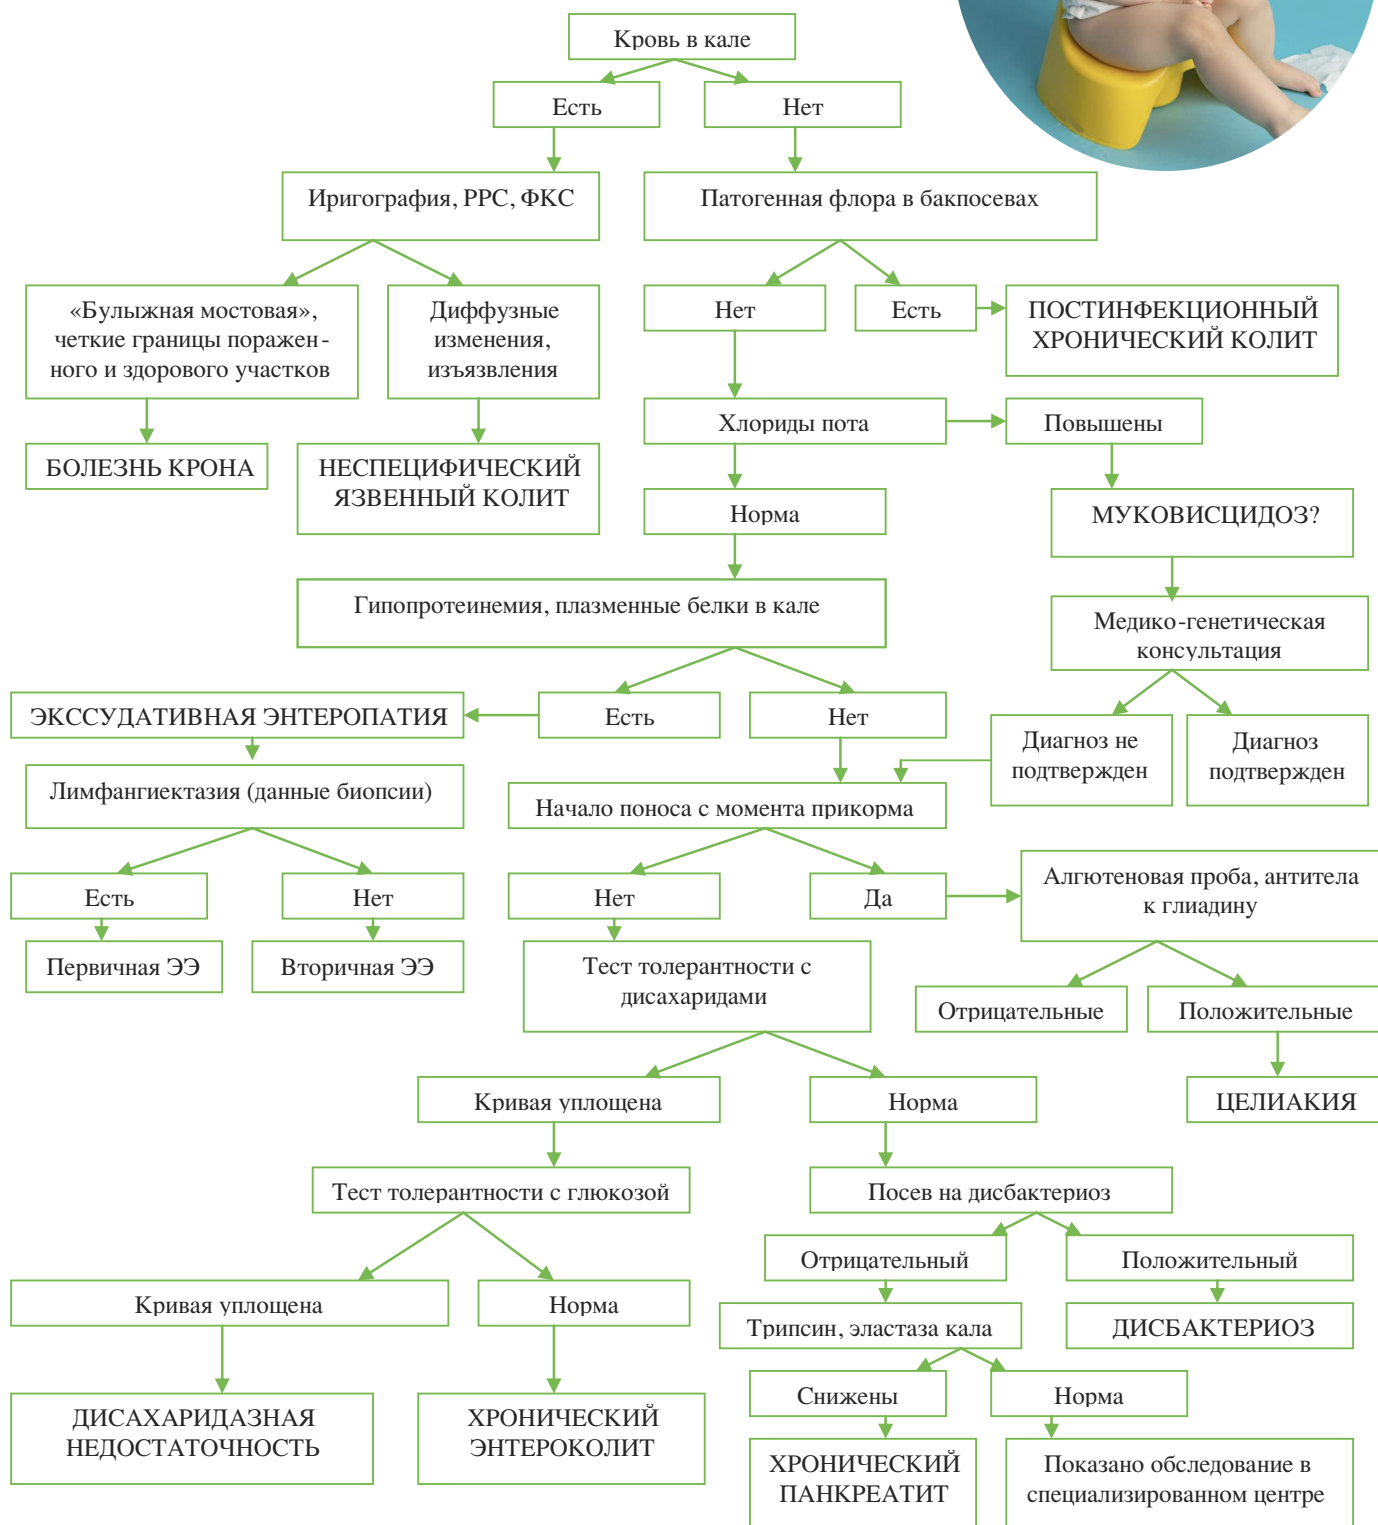 Кровь в кале
Есть
Нет
Иригография, РРС, ФКС
Патогенная флора в бакпосевах
«Булыжная мостовая»,
четкие границы поражен-
ного и здорового участков
Диффузные
изменения,
изъязвления
Нет
Есть
ПОСТИНФЕКЦИОННЫЙ
ХРОНИЧЕСКИЙ КОЛИТ
Хлориды пота
Повышены
БОЛЕЗНЬ КРОНА
НЕСПЕЦИФИЧЕСКИЙ
ЯЗВЕННЫЙ КОЛИТ
Норма
МУКОВИСЦИДОЗ?
Гипопротеинемия, плазменные белки в кале
Медико-генетическая
консультация
ЭКССУДАТИВНАЯ ЭНТЕРОПАТИЯ
Есть
Нет
Диагноз не
подтвержден
Диагноз
подтвержден
Лимфангиектазия (данные биопсии)
Начало поноса с момента прикорма
Есть
Нет
Нет
Да
Алгютеновая проба, антитела
к глиадину
Первичная ЭЭ
Вторичная ЭЭ
Тест толерантности с
дисахаридами
Отрицательные
Положительные
Кривая уплощена
Норма
ЦЕЛИАКИЯ
Тест толерантности с глюкозой
Посев на дисбактериоз
Отрицательный
Положительный
Кривая уплощена
Норма
Трипсин, эластаза кала
ДИСБАКТЕРИОЗ
Снижены
Норма
ДИСАХАРИДАЗНАЯ
НЕДОСТАТОЧНОСТЬ
ХРОНИЧЕСКИЙ
ЭНТЕРОКОЛИТ
ХРОНИЧЕСКИЙ
ПАНКРЕАТИТ
Показано обследование в
специализированном центре